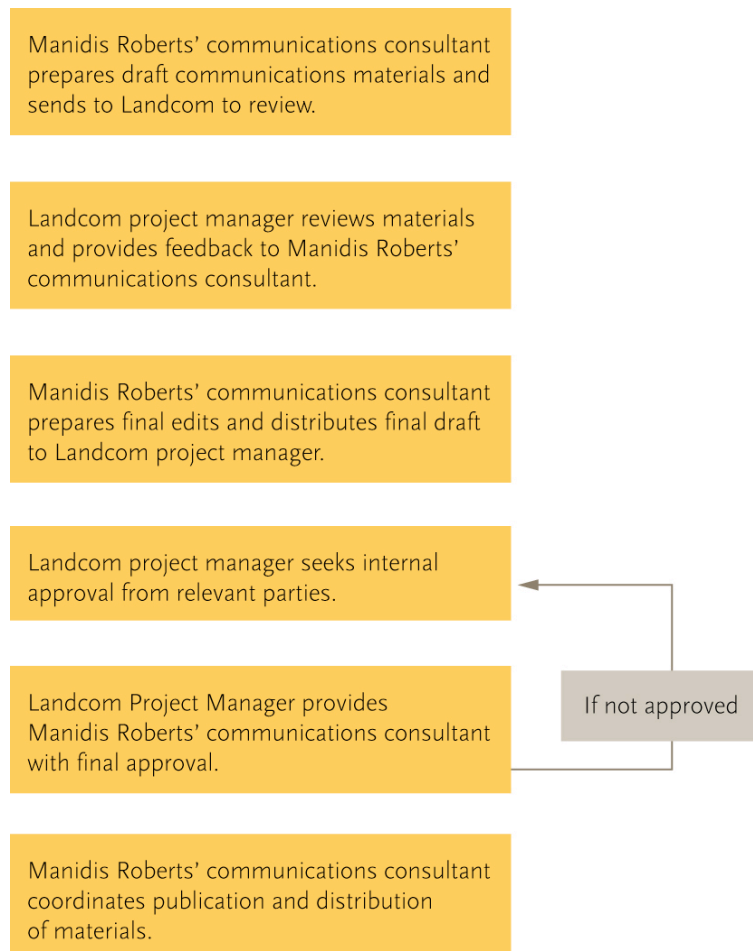 Manidis Roberts’ communications consultant
prepares draft communications materials and
sends to Landcom to review.
Landcom project manager reviews materials
and provides feedback to Manidis Roberts’
communications consultant.
Manidis Roberts’ communications consultant
prepares final edits and distributes final draft
to Landcom project manager.
Landcom project manager seeks internal
approval from relevant parties.
Landcom Project Manager provides
Manidis Roberts’ communications consultant
with final approval.
If not approved
Manidis Roberts’ communications consultant
coordinates publication and distribution
of materials.